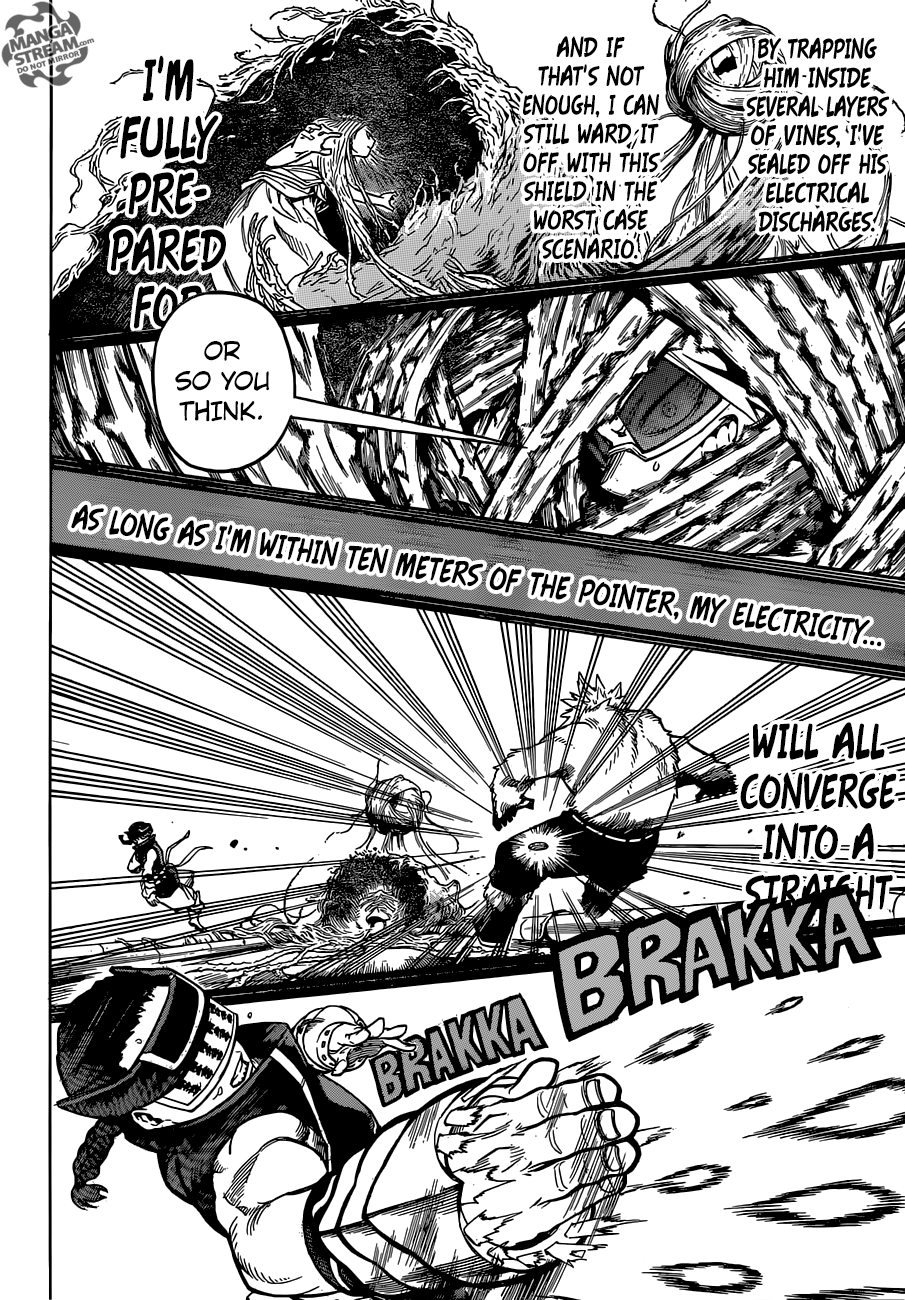 MANGA
STREAM.com
DO NOT MIRROR
BY TRAPPING
HIM INSIDE
SEVERAL LAYERS
OF VINES, I'VE
SEALED OFF HIS
ELECTRICAL
DISCHARGES.
AND IF
THAT'S NOT
ENOUGH, I CAN
STILL WARD IT
OFF WITH THIS
SHIELD IN THE
WORST CASE
SCENARIO.
I'M
FULLY
PRE-
PARED
FOR
OR
SO YOU
THINK.
AS LONG AS I'M WITHIN TEN METERS OF THE POINTER, MY ELECTRICITY...
WILL ALL
CONVERGE
INTO A
STRAIGHT
BRAKKA
BRAKKA